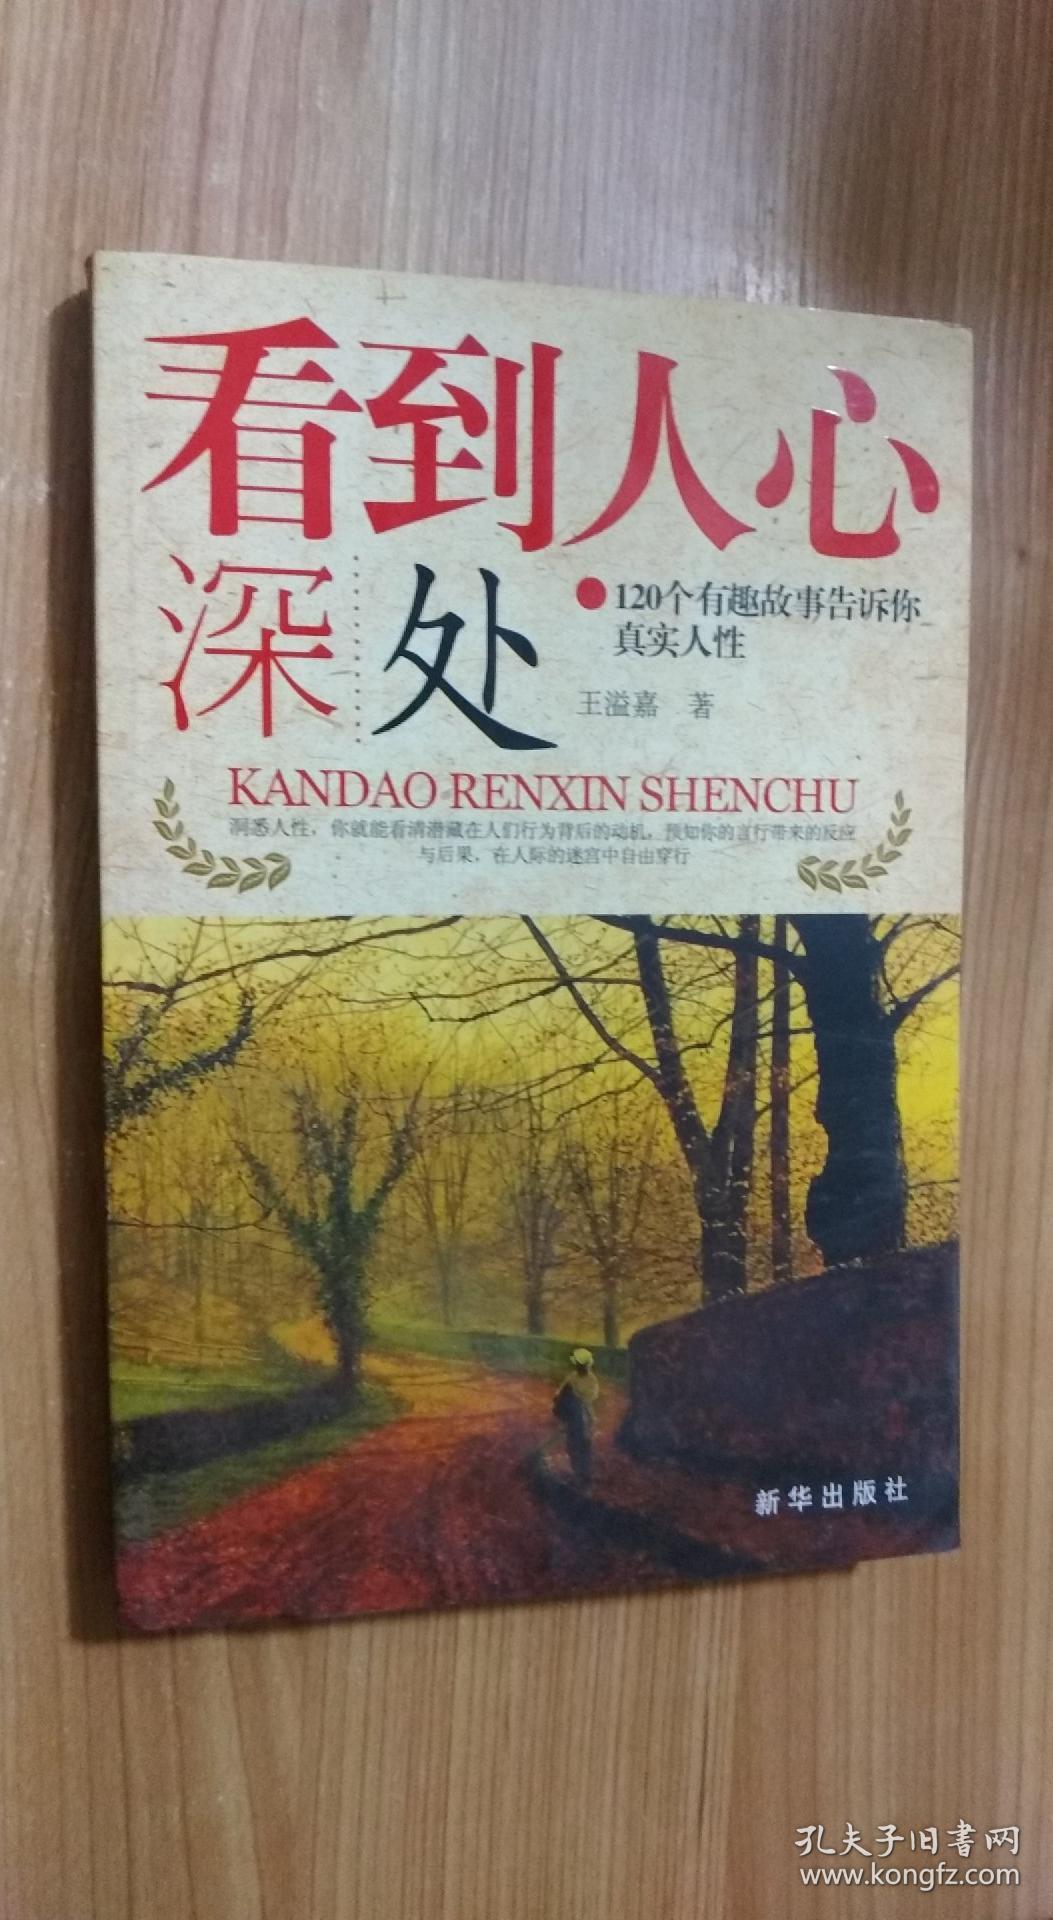 看到人心
深处
●120个有趣故事告诉你
真实人性
王溢嘉 著
KANDAO RENXIN SHENCHU
洞悉人性，你就能看清潜藏在人们行为背后的动机，预知你的言行带来的反应
与后果，在人际的迷宫中自由穿行
新华出版社
孔夫子旧书网
www.kongfz.com